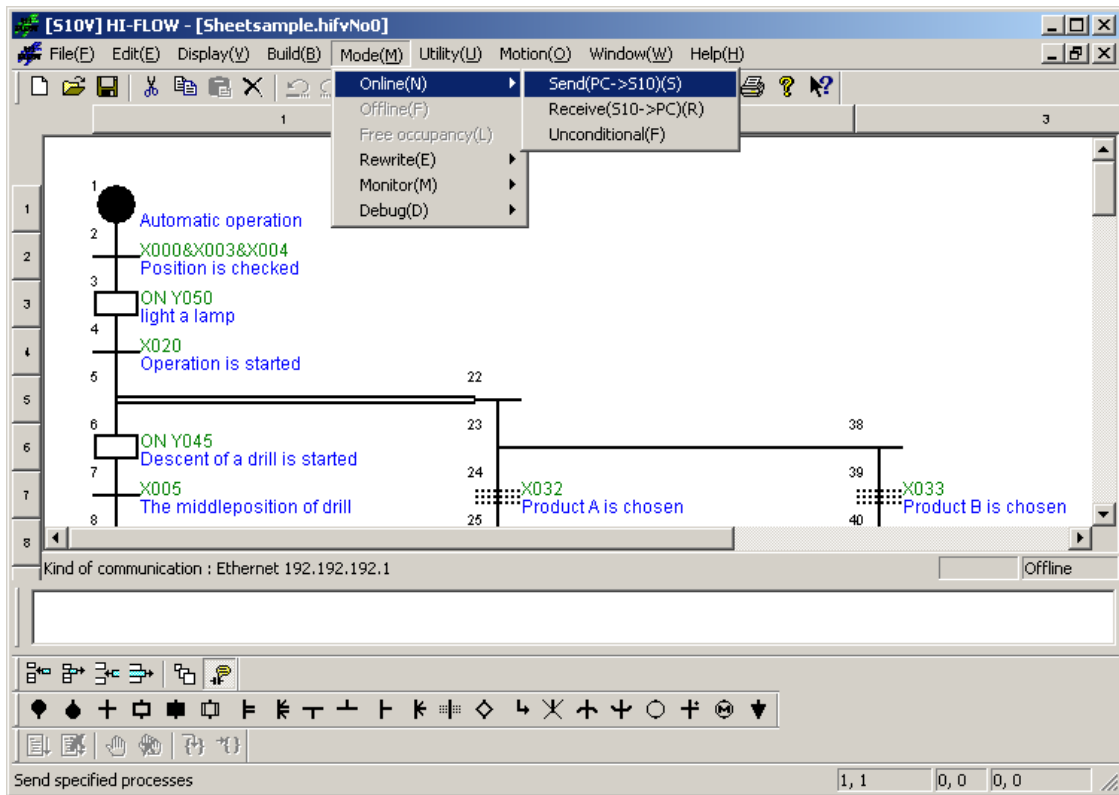 [S10V] HI-FLOW - [Sheetsample.hifvNo0]
File(F) Edit(E) Display(V) Build(B) Mode(M) Utility(U) Motion(O) Window(W) Help(H)
Online(N)
Offline(F)
Free occupancy(L)
Rewrite(E)
Monitor(M)
Debug(D)
Send(PC->S10)(S)
Receive(S10->PC)(R)
Unconditional(F)
1 3
1
2
3
4
5
6
7
8
1
Automatic operation
2
X000&X003&X004
Position is checked
3
ON Y050
light a lamp
4
X020
Operation is started
5 22
6 23 38
ON Y045
Descent of a drill is started
7 24 39
X005 X032 X033
The middleposition of drill Product A is chosen Product B is chosen
8 25 40
Kind of communication : Ethernet 192.192.192.1 Offline
Send specified processes 1, 1 0, 0 0, 0